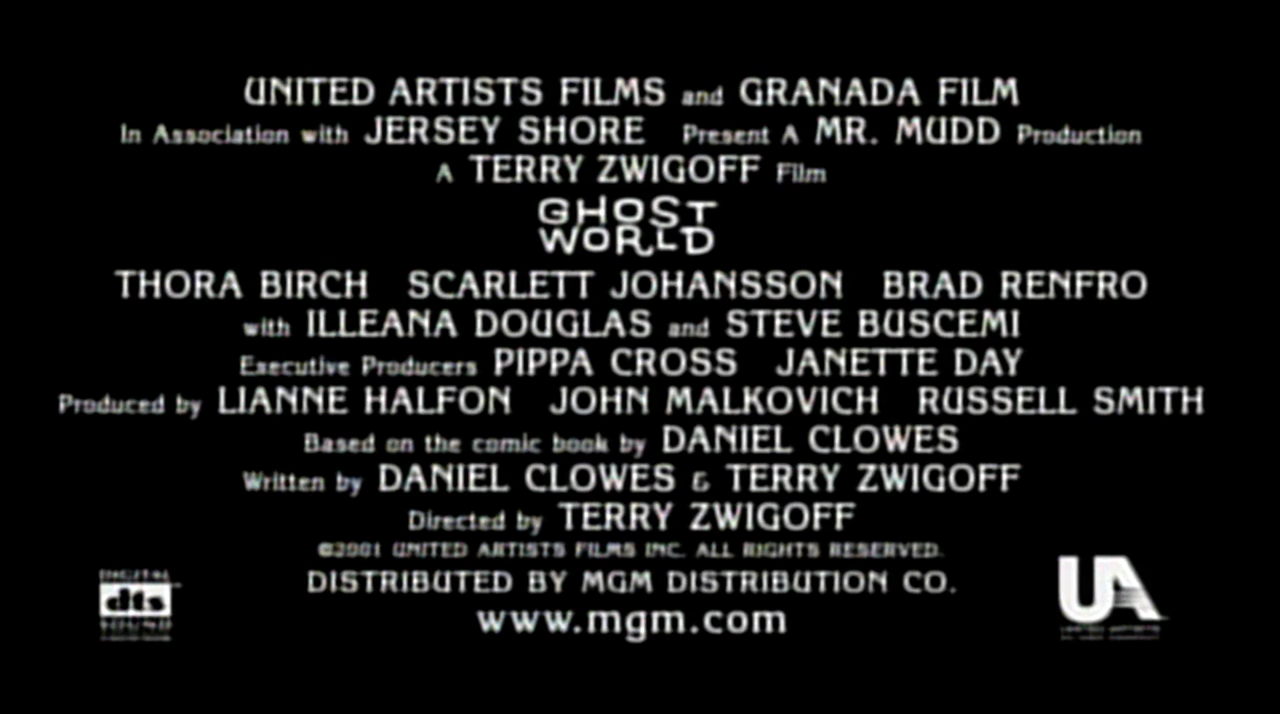 UNITED ARTISTS FILMS and GRANADA FILM
In Association with JERSEY SHORE Present A MR. MUDD Production
A TERRY ZWIGOFF Film
GHOST
WORLD
THORA BIRCH SCARLETT JOHANSSON BRAD RENFRO
with ILLEANA DOUGLAS and STEVE BUSCEMI
Executive Producers PIPPA CROSS JANETTE DAY
Produced by LIANNE HALFON JOHN MALKOVICH RUSSELL SMITH
Based on the comic book by DANIEL CLOWES
Written by DANIEL CLOWES & TERRY ZWIGOFF
Directed by TERRY ZWIGOFF
©2001 UNITED ARTISTS FILMS INC. ALL RIGHTS RESERVED.
DISTRIBUTED BY MGM DISTRIBUTION CO.
www.mgm.com
DIGITAL
dts
SOUND
UA
UNITED ARTISTS